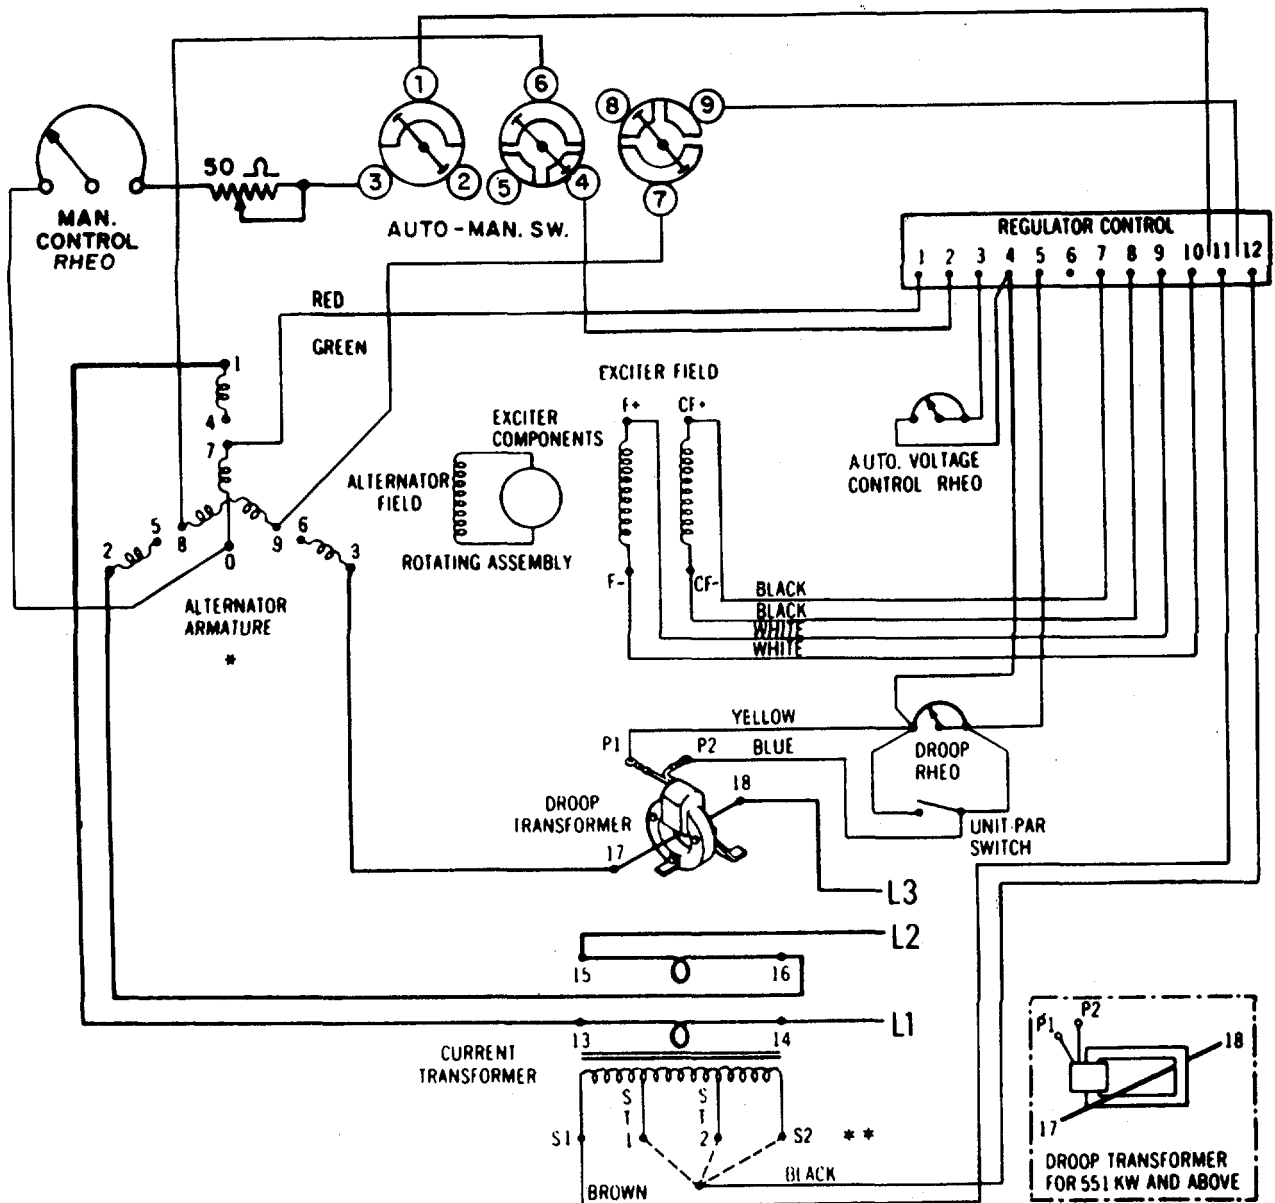 1 6 8 9
50 Ω
3 2 5 4 7
MAN.
CONTROL
RHEO
AUTO-MAN. SW.
REGULATOR CONTROL
1 2 3 4 5 6 7 8 9 10 11 12
RED
GREEN
1
4
7
5
2
8
0
9
6
3
ALTERNATOR
ARMATURE
*
EXCITER
COMPONENTS
ALTERNATOR
FIELD
ROTATING ASSEMBLY
EXCITER FIELD
F+ CF+
F- CF-
AUTO. VOLTAGE
CONTROL RHEO
BLACK
BLACK
WHITE
WHITE
YELLOW
BLUE
P1 P2
18
17
DROOP
TRANSFORMER
DROOP
RHEO
UNIT-PAR
SWITCH
L3
L2
15 16
L1
13 14
CURRENT
TRANSFORMER
S1 ST1 ST2 S2 **
BROWN
BLACK
P1 P2
18
17
DROOP TRANSFORMER
FOR 551 KW AND ABOVE